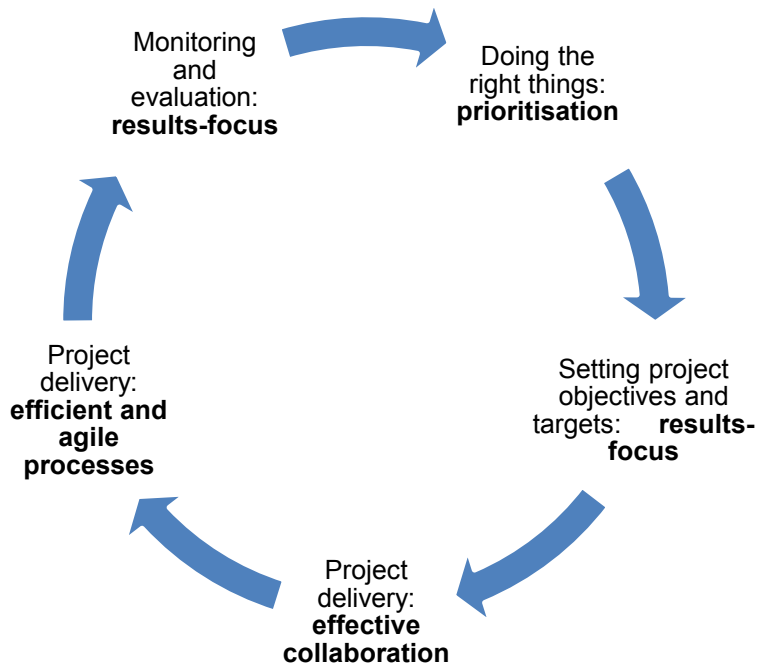 Monitoring
and
evaluation:
results-focus
Doing the
right things:
prioritisation
Setting project
objectives and
targets: results-
focus
Project
delivery:
effective
collaboration
Project
delivery:
efficient and
agile
processes